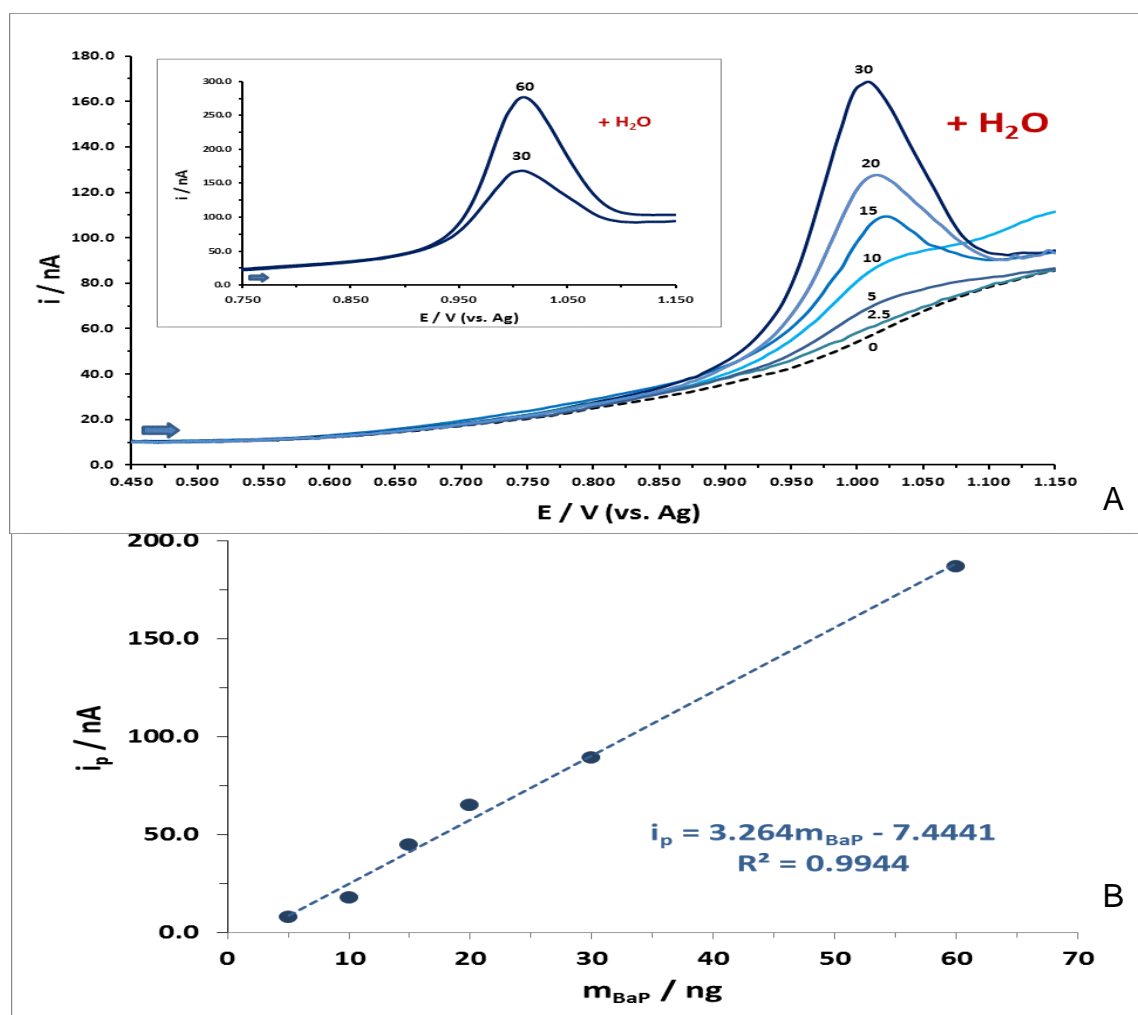 180.0
160.0
140.0
120.0
100.0
80.0
60.0
40.0
20.0
0.0
i / nA
0.450 0.500 0.550 0.600 0.650 0.700 0.750 0.800 0.850 0.900 0.950 1.000 1.050 1.100 1.150
E / V (vs. Ag)
30
20
15
10
5
2.5
0
+ H₂O
300.0
250.0
200.0
150.0
100.0
50.0
0.0
i / nA
0.750 0.850 0.950 1.050 1.150
E / V (vs. Ag)
60
30
+ H₂O
A
200.0
150.0
100.0
50.0
0.0
iₚ / nA
iₚ = 3.264m_BaP - 7.4441
R² = 0.9944
B
0 10 20 30 40 50 60 70
m_BaP / ng